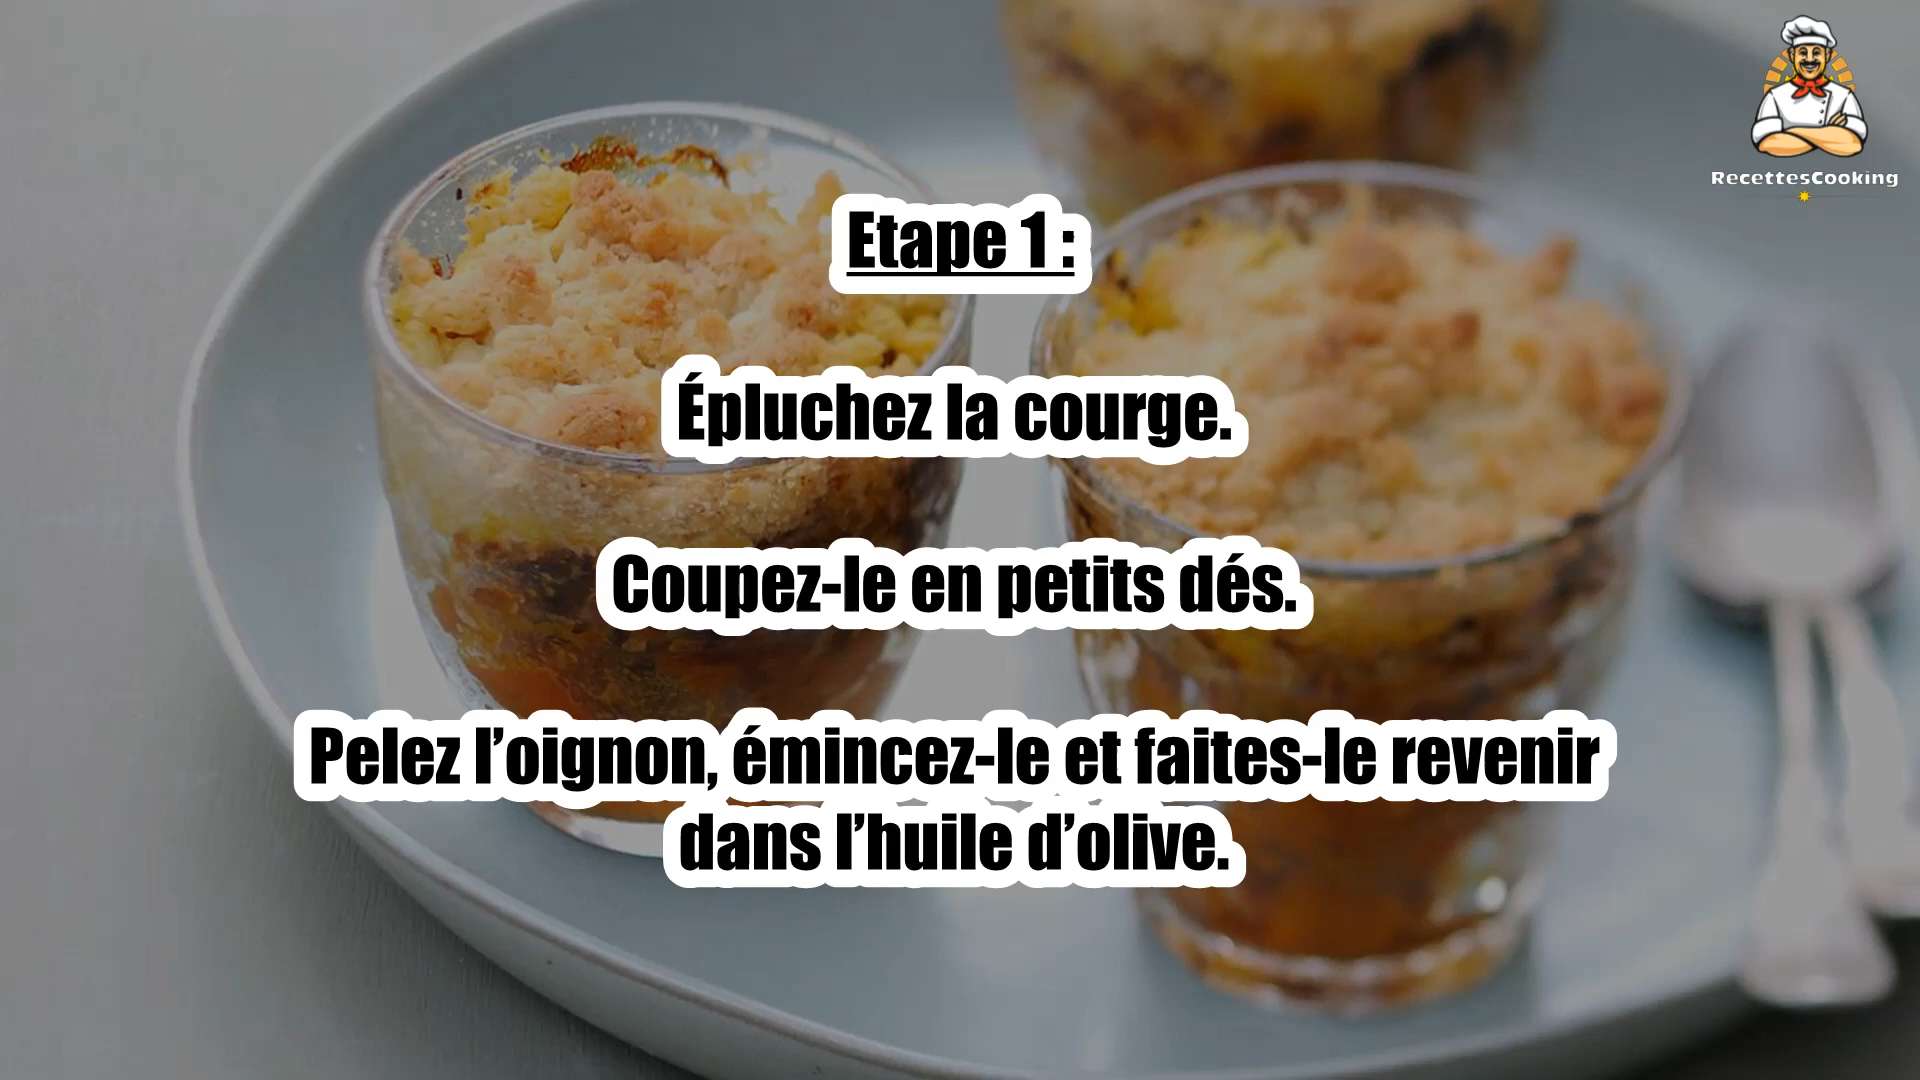 RecettesCooking
Etape 1 :
Épluchez la courge.
Coupez-le en petits dés.
Pelez l’oignon, émincez-le et faites-le revenir
dans l’huile d’olive.